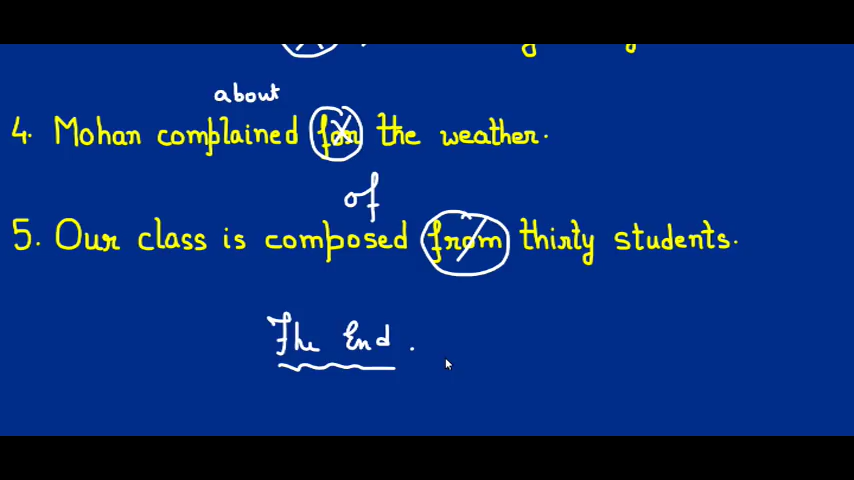 about
4. Mohan complained for the weather.
of
5. Our class is composed from thirty students.
The End.